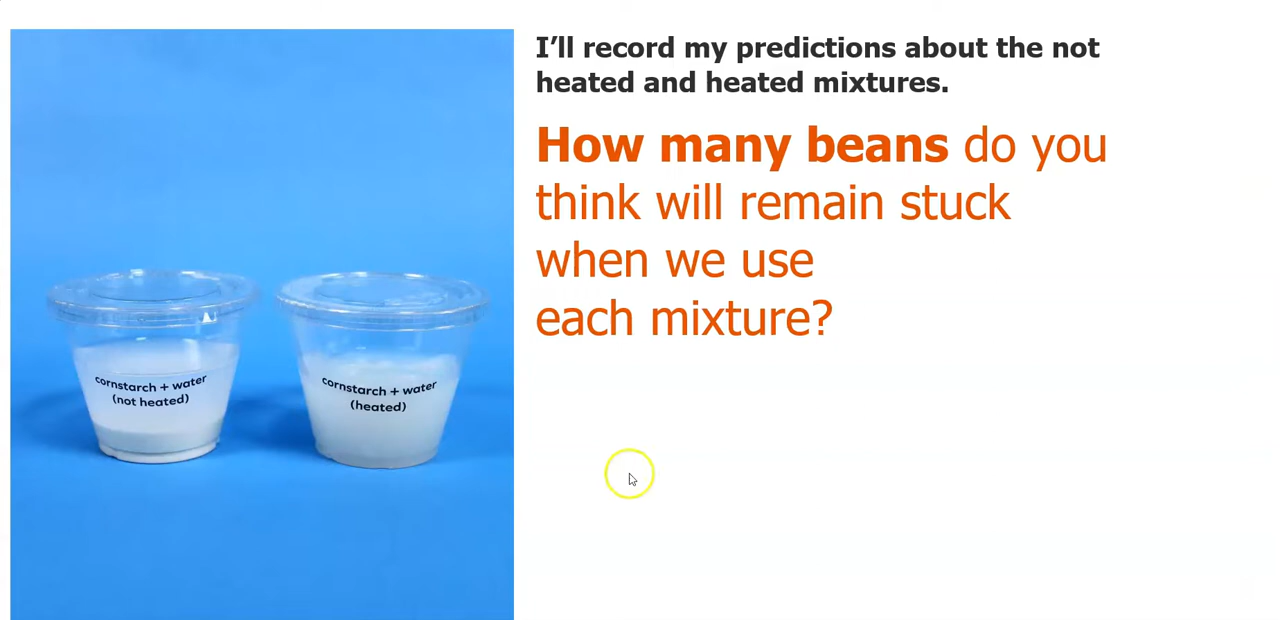 I’ll record my predictions about the not
heated and heated mixtures.
How many beans do you
think will remain stuck
when we use
each mixture?
cornstarch + water
(not heated)
cornstarch + water
(heated)